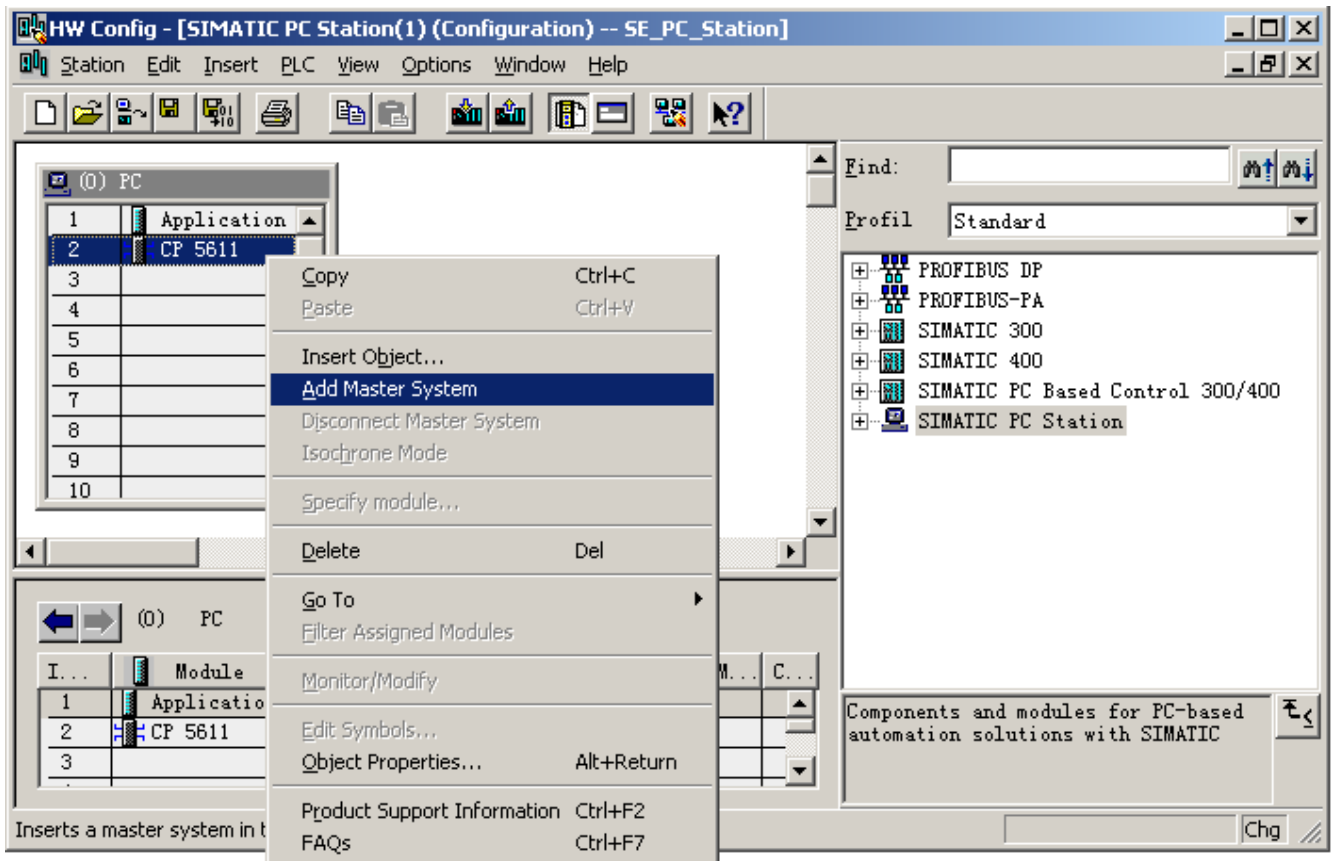 HW Config - [SIMATIC PC Station(1) (Configuration) -- SE_PC_Station]
Station Edit Insert PLC View Options Window Help
(0) PC
1 Application
2 CP 5611
3
4
5
6
7
8
9
10
Copy Ctrl+C
Paste Ctrl+V
Insert Object...
Add Master System
Disconnect Master System
Isochrone Mode
Specify module...
Delete Del
Go To
Filter Assigned Modules
Monitor/Modify
Edit Symbols...
Object Properties... Alt+Return
Product Support Information Ctrl+F2
FAQs Ctrl+F7
Find:
Profil Standard
PROFIBUS DP
PROFIBUS-PA
SIMATIC 300
SIMATIC 400
SIMATIC PC Based Control 300/400
SIMATIC PC Station
(0) PC
I... Module M... C...
1 Applicatio
2 CP 5611
3
Components and modules for PC-based
automation solutions with SIMATIC
Inserts a master system in t
Chg